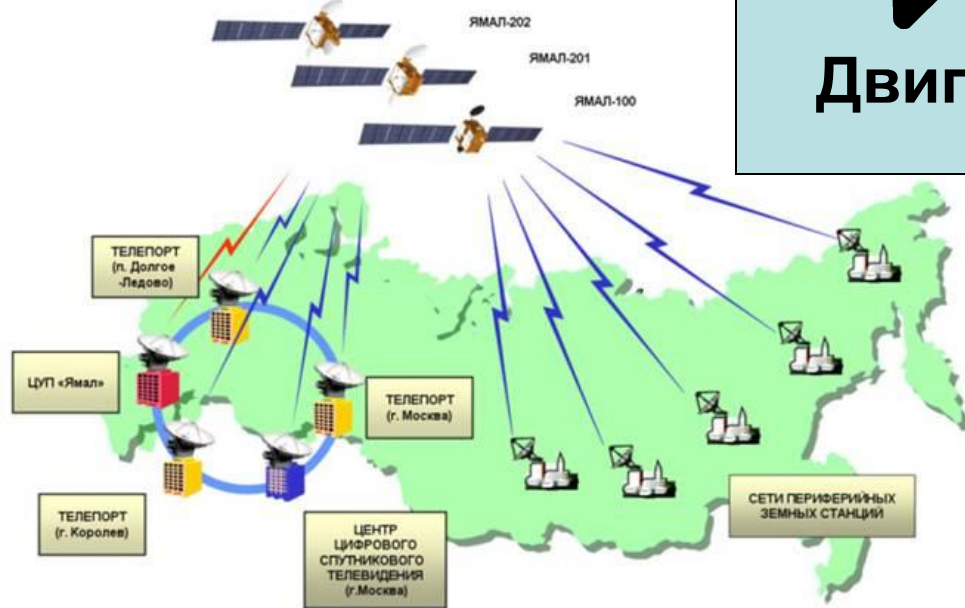 ЯМАЛ-202
ЯМАЛ-201
ЯМАЛ-100
ТЕЛЕПОРТ
(п. Долгое
-Ледово)
ЦУП «Ямал»
ТЕЛЕПОРТ
(г. Москва)
ТЕЛЕПОРТ
(г. Королев)
ЦЕНТР
ЦИФРОВОГО
СПУТНИКОВОГО
ТЕЛЕВИДЕНИЯ
(г.Москва)
СЕТИ ПЕРИФЕРИЙНЫХ
ЗЕМНЫХ СТАНЦИЙ